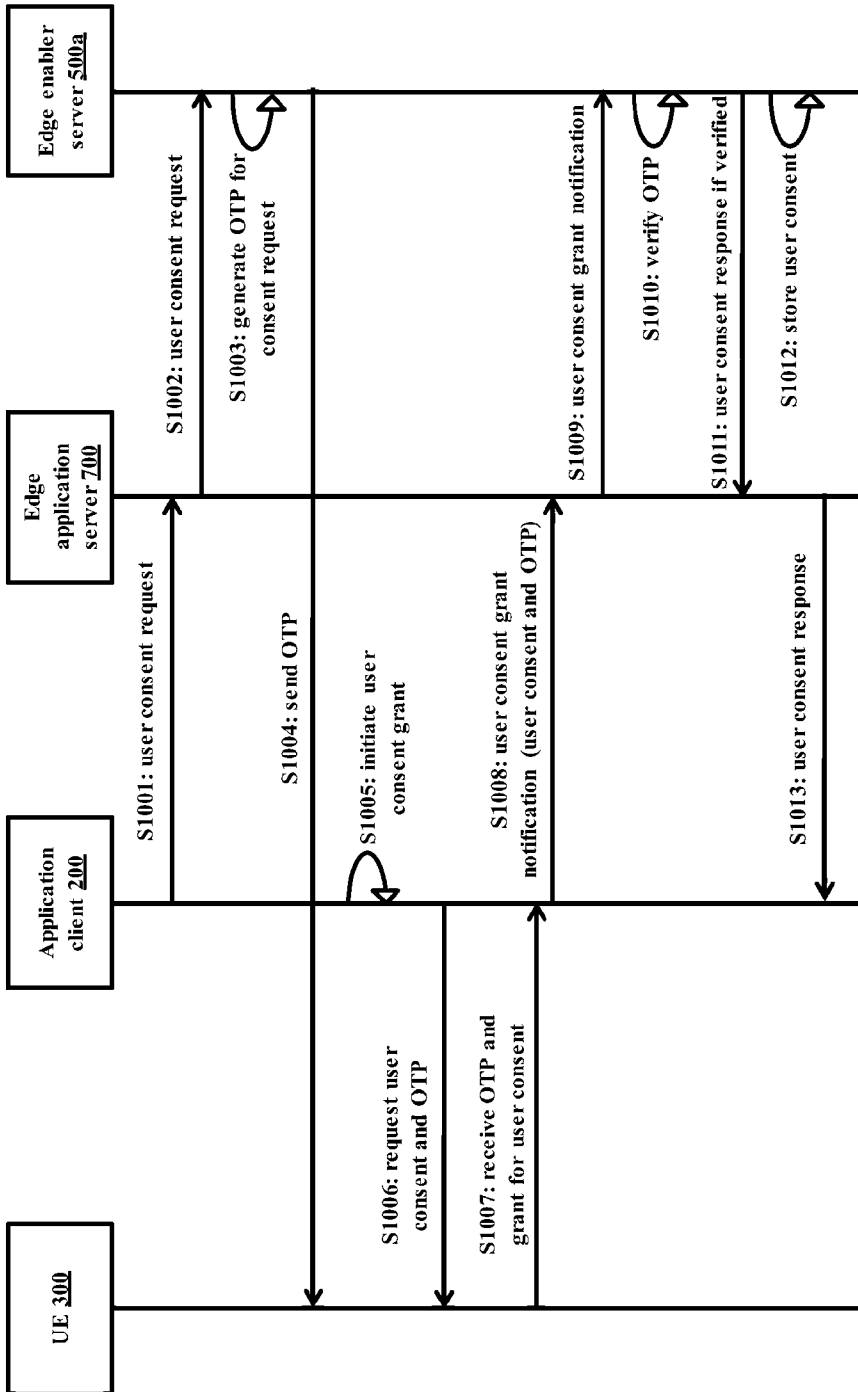 UE 300
Application
client 200
Edge
application
server 700
Edge enabler
server 500a
S1001: user consent request
S1002: user consent request
S1003: generate OTP for
consent request
S1004: send OTP
S1005: initiate user
consent grant
S1006: request user
consent and OTP
S1007: receive OTP and
grant for user consent
S1008: user consent grant
notification (user consent and OTP)
S1009: user consent grant notification
S1010: verify OTP
S1011: user consent response if verified
S1012: store user consent
S1013: user consent response